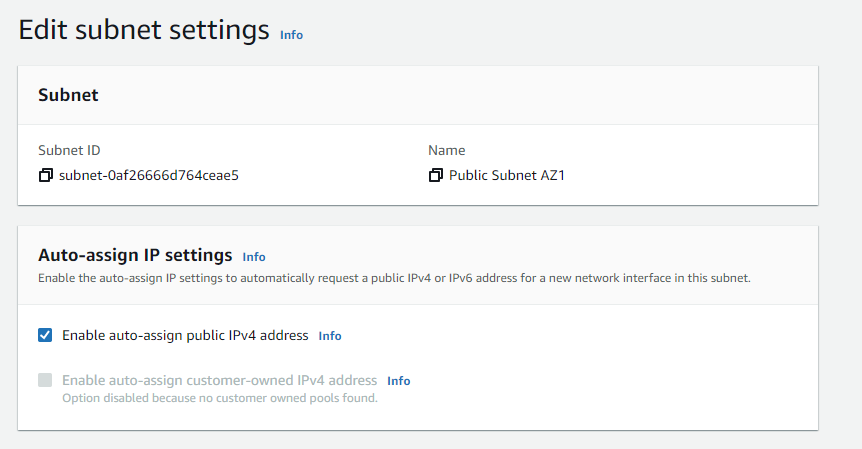 Edit subnet settings Info
Subnet
Subnet ID
Name
subnet-0af26666d764ceae5
Public Subnet AZ1
Auto-assign IP settings Info
Enable the auto-assign IP settings to automatically request a public IPv4 or IPv6 address for a new network interface in this subnet.
Enable auto-assign public IPv4 address Info
Enable auto-assign customer-owned IPv4 address Info
Option disabled because no customer owned pools found.